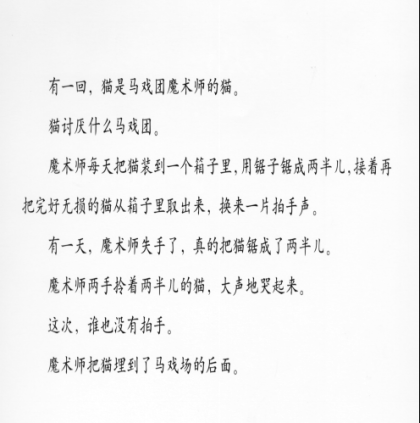 有一回，猫是马戏团魔术师的猫。
猫讨厌什么马戏团。
魔术师每天把猫装到一个箱子里，用锯子锯成两半儿，接着再
把完好无损的猫从箱子里取出来，换来一片拍手声。
有一天，魔术师失手了，真的把猫锯成了两半儿。
魔术师两手拎着两半儿的猫，大声地哭起来。
这次，谁也没有拍手。
魔术师把猫埋到了马戏场的后面。